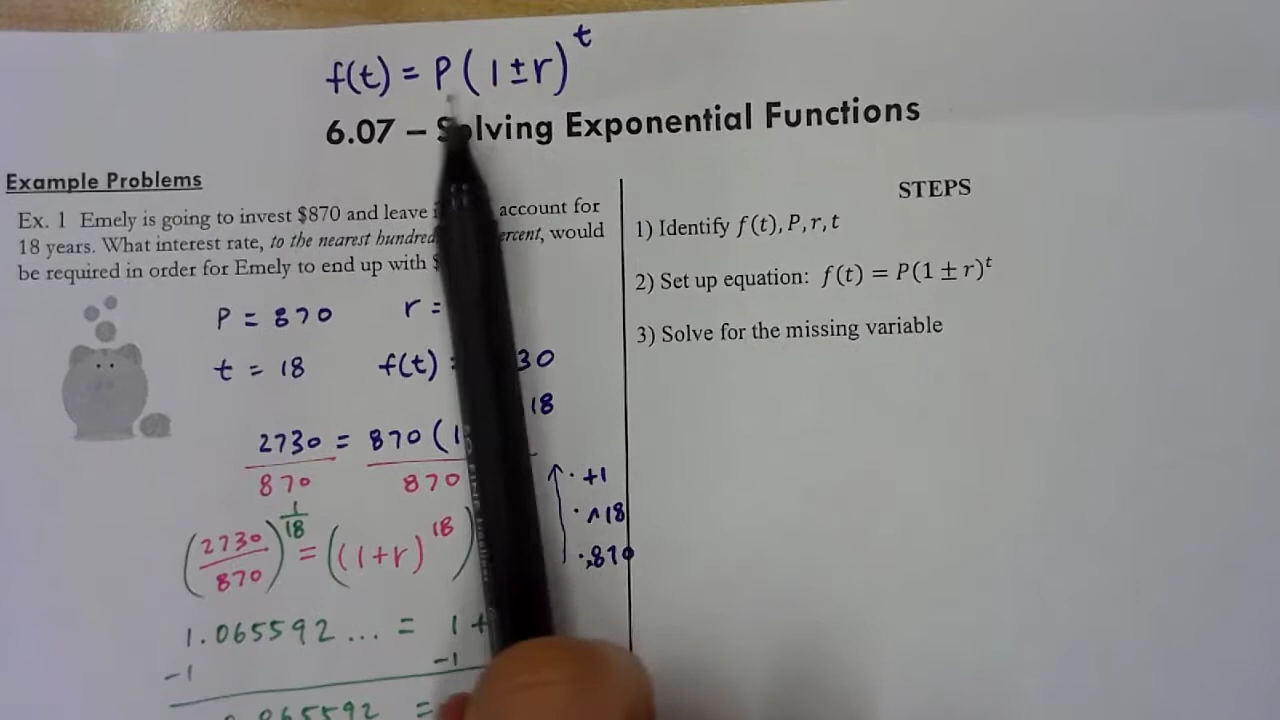 f(t) = P(1±r)^t
6.07 – Solving Exponential Functions
Example Problems
Ex. 1 Emely is going to invest $870 and leave account for
18 years. What interest rate, to the nearest would
be required in order for Emely to end up with $
P = 870 r =
t = 18 f(t) 30
18
2730 = 870 (1
870 870
(2730/870)^1/18 = ((1+r)^18)
1.065592... = 1 +
-1 -1
.065592 =
· +1
· ^18
· ×870
STEPS
1) Identify f(t), P, r, t
2) Set up equation: f(t) = P(1 ± r)^t
3) Solve for the missing variable